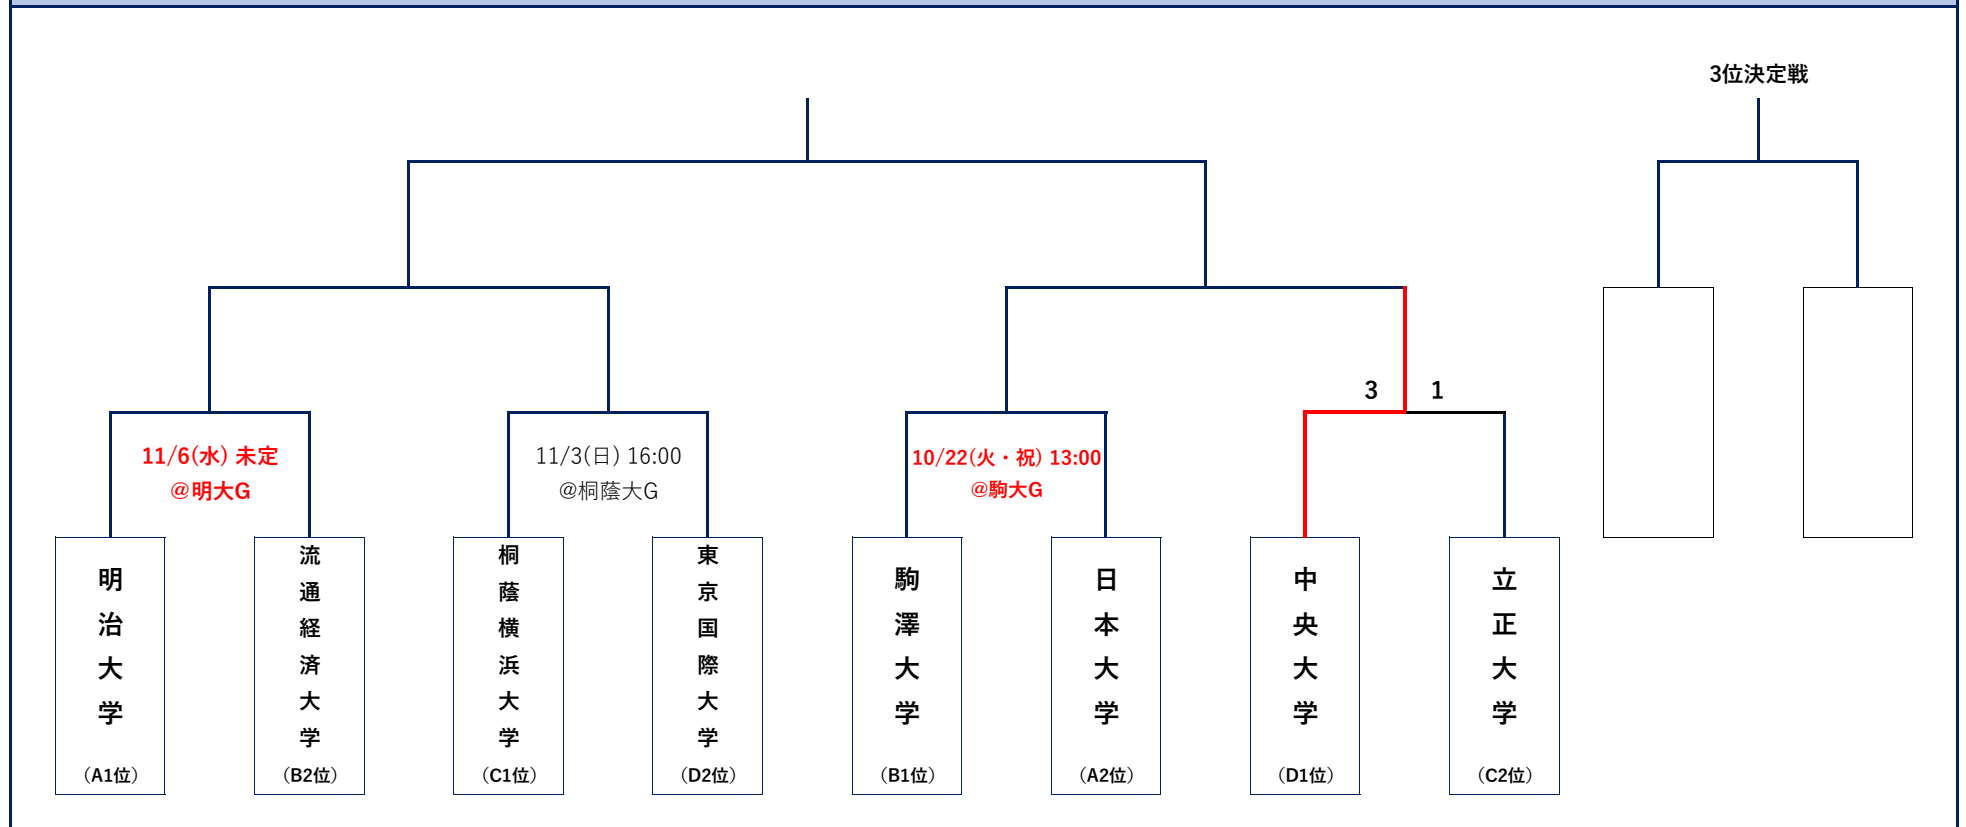 3位決定戦
3 1
11/6(水) 未定
@明大G
11/3(日) 16:00
@桐蔭大G
10/22(火・祝) 13:00
@駒大G
明治大学
(A1位)
流通経済大学
(B2位)
桐蔭横浜大学
(C1位)
東京国際大学
(D2位)
駒澤大学
(B1位)
日本大学
(A2位)
中央大学
(D1位)
立正大学
(C2位)